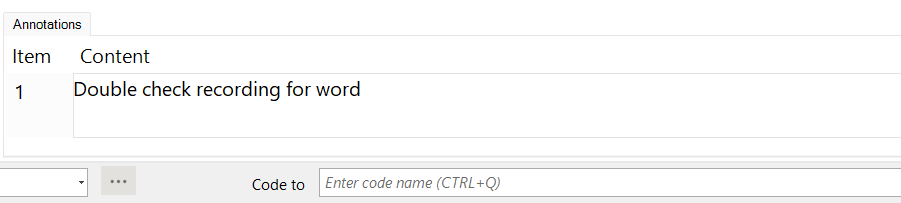 Annotations
Item Content
1 Double check recording for word
... Code to Enter code name (CTRL+Q)